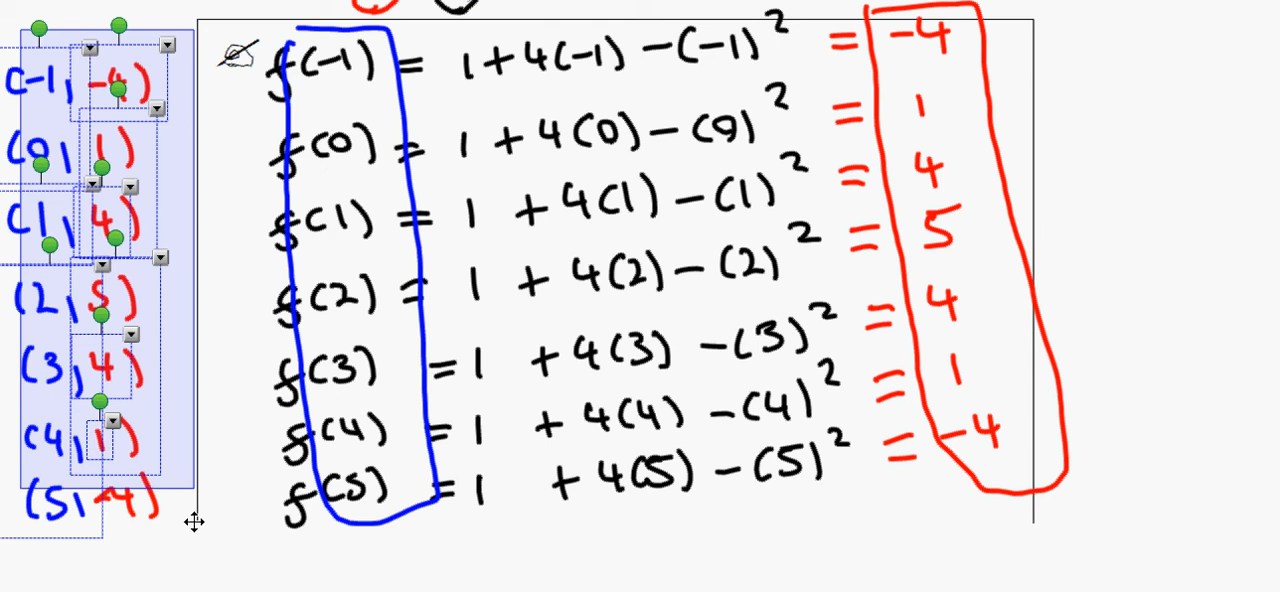 (-1, -4)
(0, 1)
(1, 4)
(2, 5)
(3, 4)
(4, 1)
(5, -4)
f(-1) = 1+4(-1) -(-1)² = -4
f(0) = 1 + 4(0) - (0)² = 1
f(1) = 1 + 4(1) - (1)² = 4
f(2) = 1 + 4(2) - (2)² = 5
f(3) = 1 + 4(3) -(3)² = 4
f(4) = 1 + 4(4) -(4)² = 1
f(5) = 1 + 4(5) - (5)² = -4